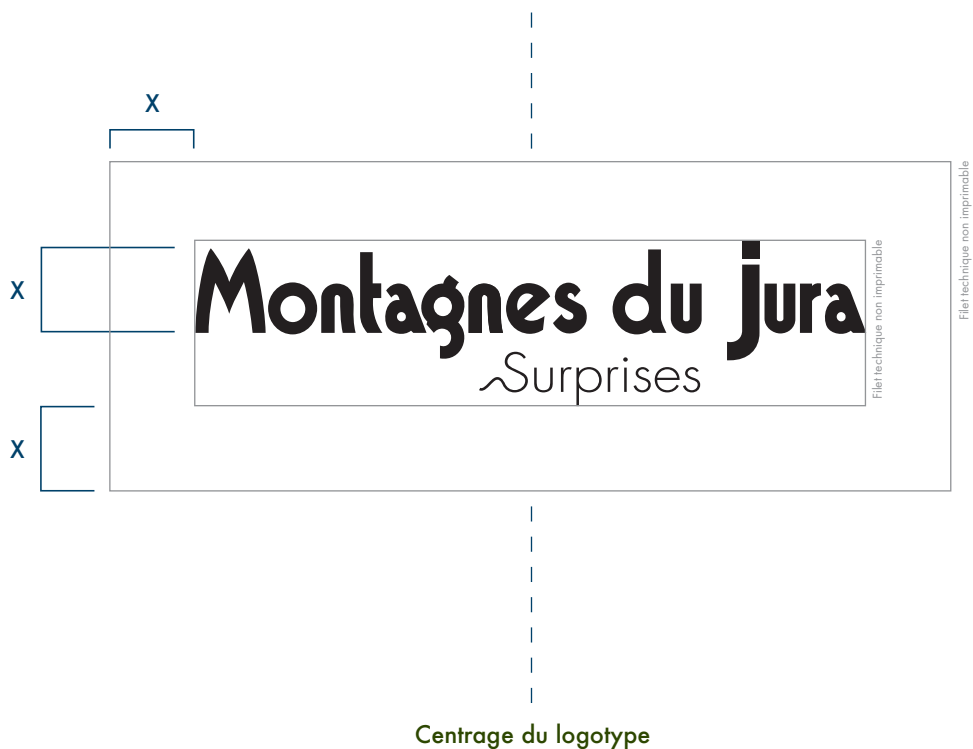 X
Filet technique non imprimable
X
Montagnes du jura
Filet technique non imprimable
Surprises
X
Centrage du logotype